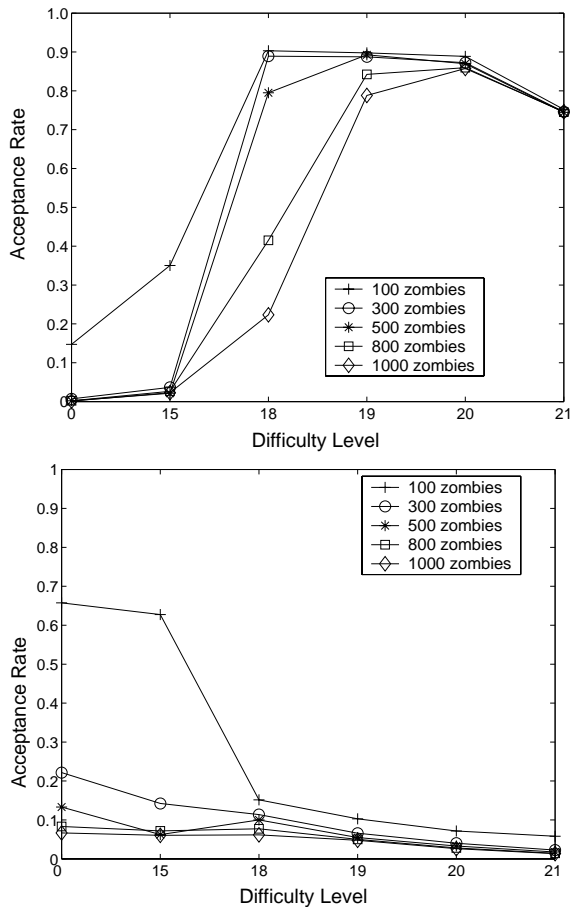 0.9
0.8
0.7
0.6
0.5
0.4
0.3
0.2
0.1
0
Acceptance Rate
100 zombies
300 zombies
500 zombies
800 zombies
1000 zombies
0 15 18 19 20 21
Difficulty Level
1
0.9
0.8
0.7
0.6
0.5
0.4
0.3
0.2
0.1
0
Acceptance Rate
100 zombies
300 zombies
500 zombies
800 zombies
1000 zombies
0 15 18 19 20 21
Difficulty Level